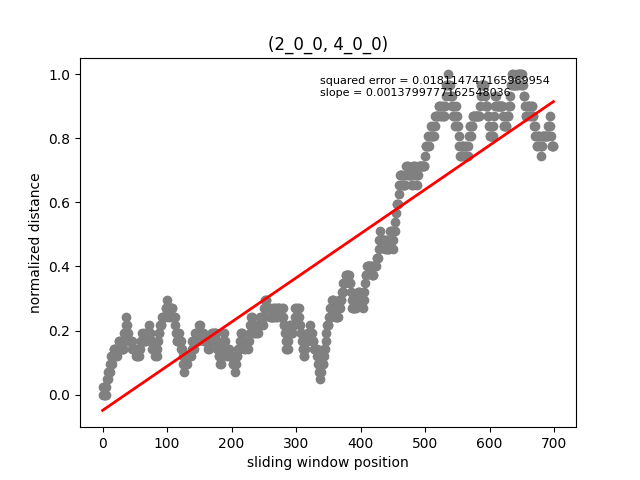 (2_0_0, 4_0_0)
squared error = 0.018114747165969954
slope = 0.0013799777162548036
1.0
0.8
0.6
0.4
0.2
0.0
normalized distance
0 100 200 300 400 500 600 700
sliding window position